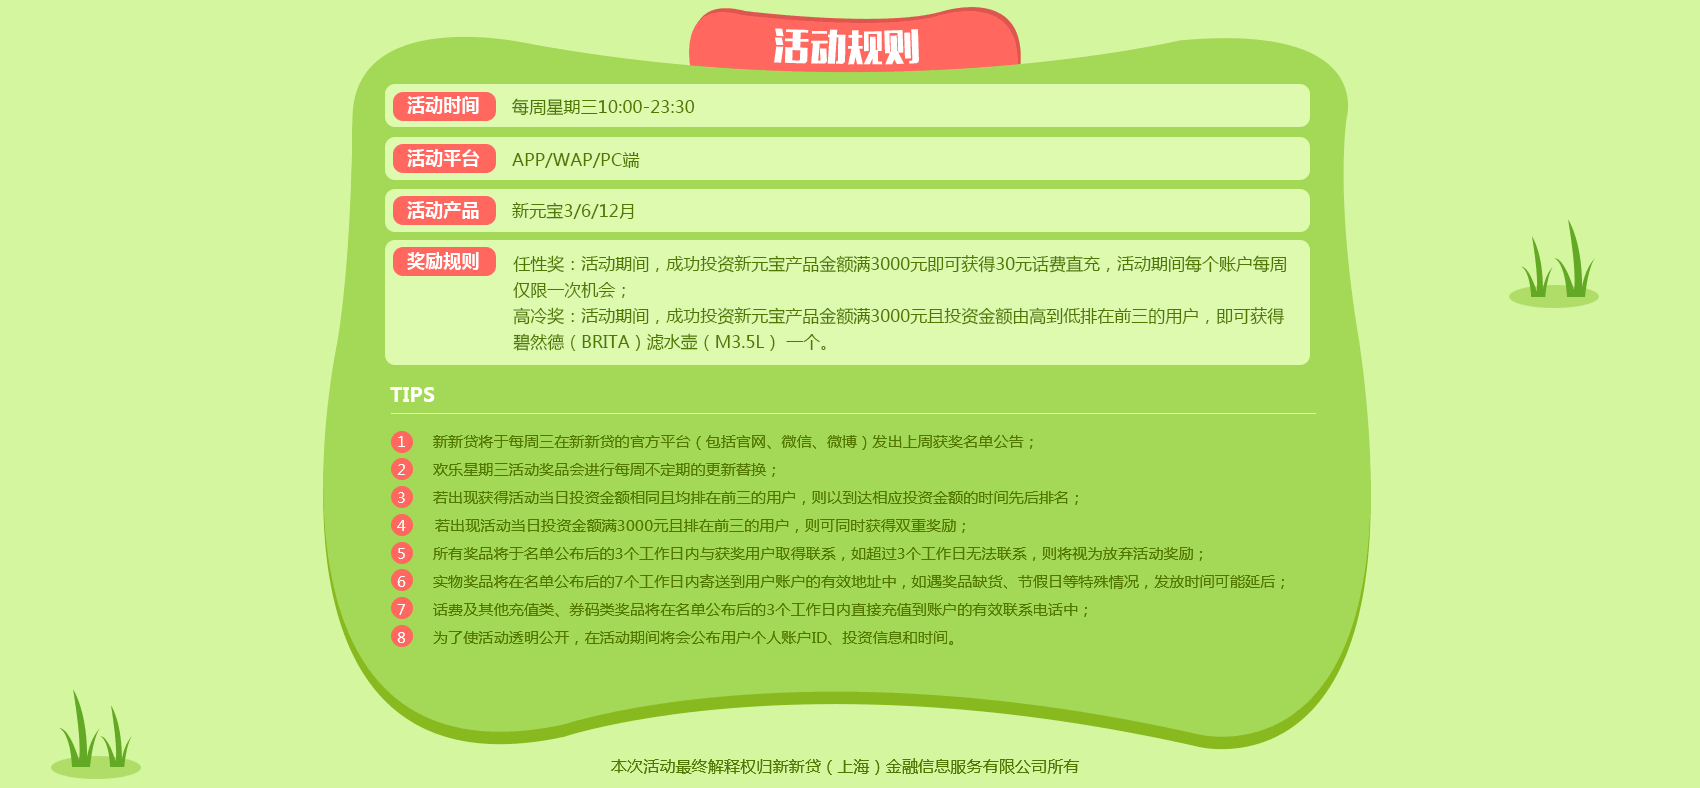 活动规则
活动时间 每周星期三10:00-23:30
活动平台 APP/WAP/PC端
活动产品 新元宝3/6/12月
奖励规则 任性奖：活动期间，成功投资新元宝产品金额满3000元即可获得30元话费直充，活动期间每个账户每周
仅限一次机会；
高冷奖：活动期间，成功投资新元宝产品金额满3000元且投资金额由高到低排在前三的用户，即可获得
碧然德（BRITA）滤水壶（M3.5L） 一个。
TIPS
1 新新贷将于每周三在新新贷的官方平台（包括官网、微信、微博）发出上周获奖名单公告；
2 欢乐星期三活动奖品会进行每周不定期的更新替换；
3 若出现获得活动当日投资金额相同且均排在前三的用户，则以到达相应投资金额的时间先后排名；
4 若出现活动当日投资金额满3000元且排在前三的用户，则可同时获得双重奖励；
5 所有奖品将于名单公布后的3个工作日内与获奖用户取得联系，如超过3个工作日无法联系，则将视为放弃活动奖励；
6 实物奖品将在名单公布后的7个工作日内寄送到用户账户的有效地址中，如遇奖品缺货、节假日等特殊情况，发放时间可能延后；
7 话费及其他充值类、券码类奖品将在名单公布后的3个工作日内直接充值到账户的有效联系电话中；
8 为了使活动透明公开，在活动期间将会公布用户个人账户ID、投资信息和时间。
本次活动最终解释权归新新贷（上海）金融信息服务有限公司所有